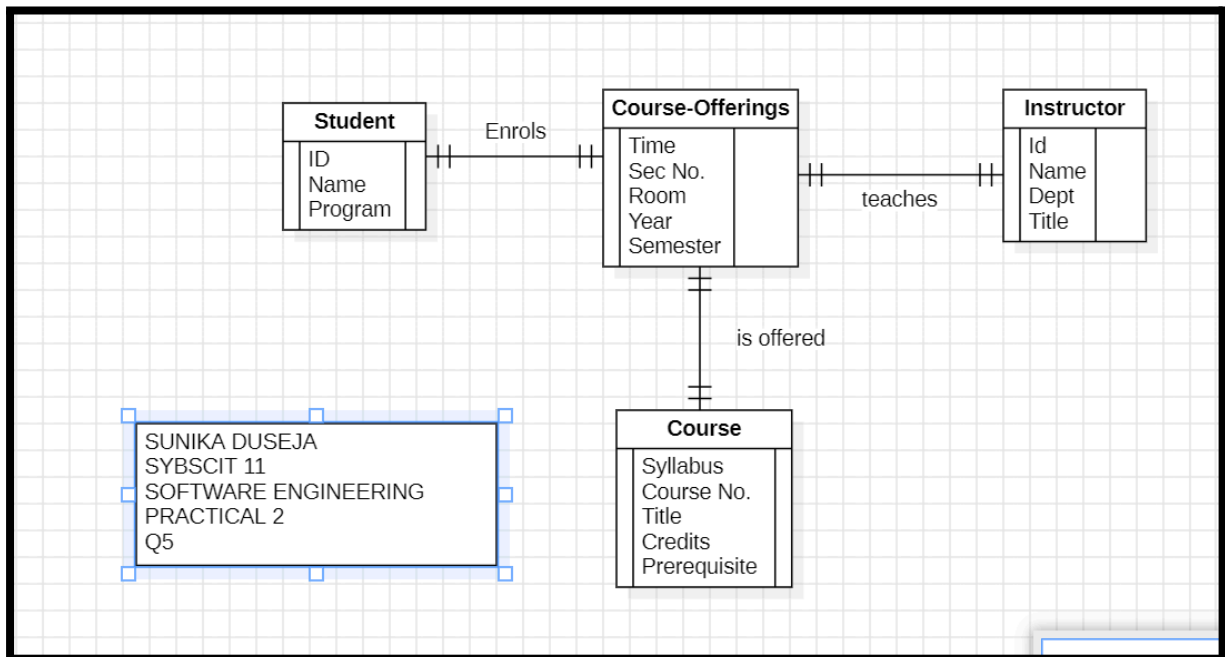 Student
ID
Name
Program
Enrols
Course-Offerings
Time
Sec No.
Room
Year
Semester
teaches
Instructor
Id
Name
Dept
Title
is offered
Course
Syllabus
Course No.
Title
Credits
Prerequisite
SUNIKA DUSEJA
SYBSCIT 11
SOFTWARE ENGINEERING
PRACTICAL 2
Q5